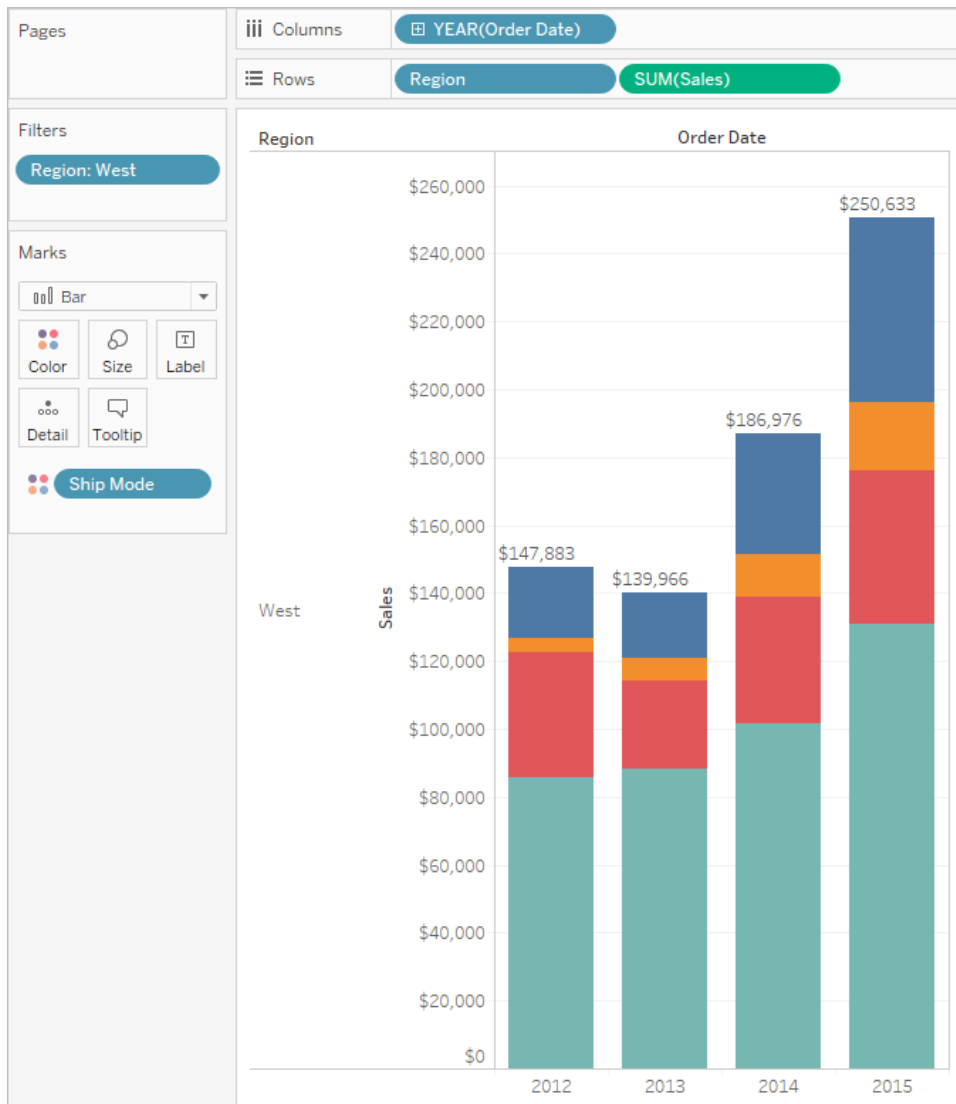 Pages
Columns
YEAR(Order Date)
Rows
Region
SUM(Sales)
Filters
Region: West
Marks
Bar
Color
Size
T
Label
Detail
Tooltip
Ship Mode
Region
Order Date
West
Sales
$260,000
$240,000
$220,000
$200,000
$180,000
$160,000
$140,000
$120,000
$100,000
$80,000
$60,000
$40,000
$20,000
$0
$147,883
$139,966
$186,976
$250,633
2012
2013
2014
2015